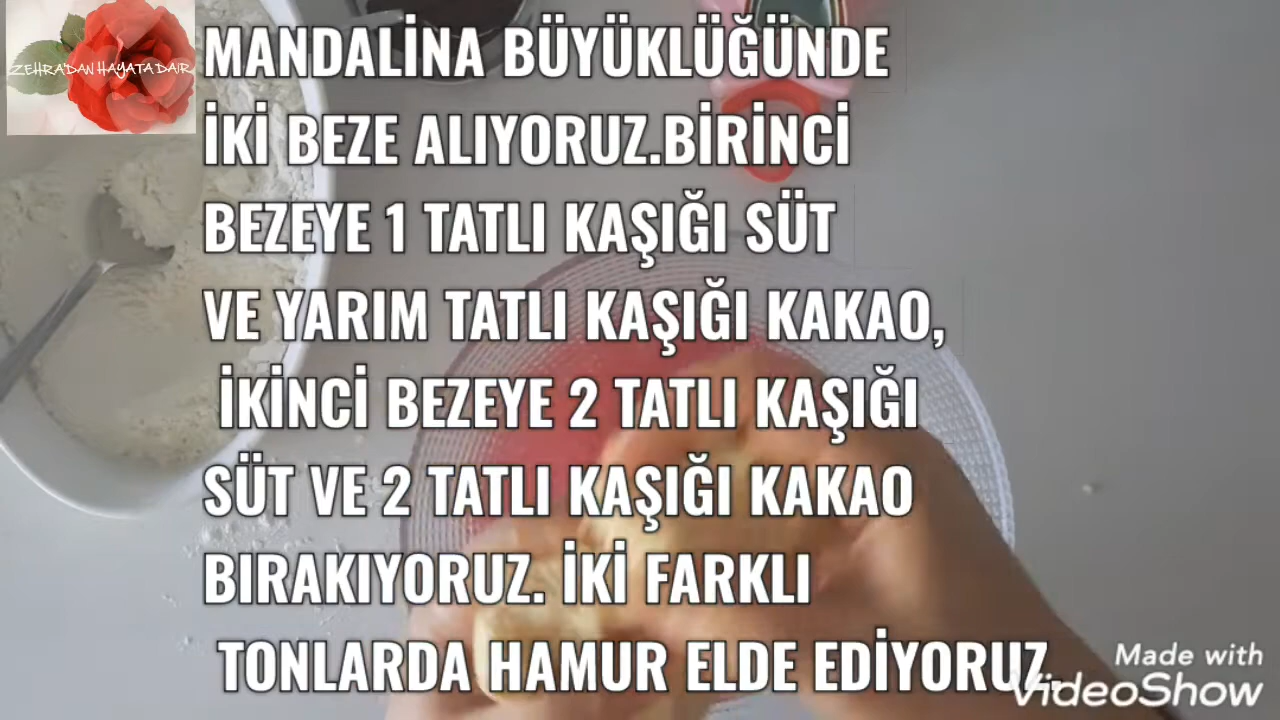 ZEHRA'DAN HAYATA DAİR
MANDALİNA BÜYÜKLÜĞÜNDE
İKİ BEZE ALIYORUZ.BİRİNCİ
BEZEYE 1 TATLI KAŞIĞI SÜT
VE YARIM TATLI KAŞIĞI KAKAO,
İKİNCİ BEZEYE 2 TATLI KAŞIĞI
SÜT VE 2 TATLI KAŞIĞI KAKAO
BIRAKIYORUZ. İKİ FARKLI
TONLARDA HAMUR ELDE EDİYORUZ.
Made with
VideoShow